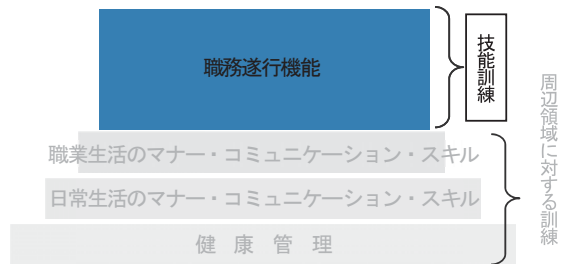 職務遂行機能
技能訓練
職業生活のマナー・コミュニケーション・スキル
日常生活のマナー・コミュニケーション・スキル
健康管理
周辺領域に対する訓練